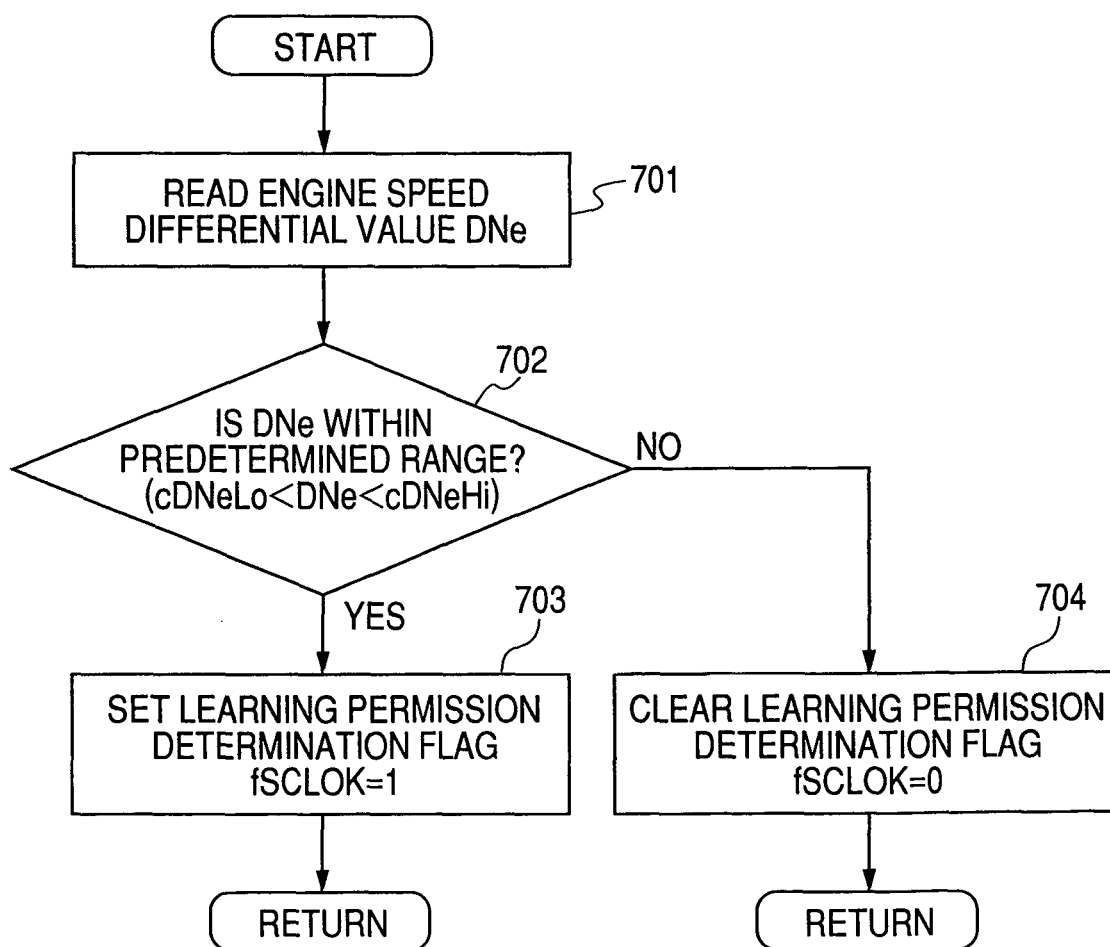 START
READ ENGINE SPEED
DIFFERENTIAL VALUE DNe
701
702
IS DNe WITHIN
PREDETERMINED RANGE?
(cDNeLo<DNe<cDNeHi)
NO
YES
703
SET LEARNING PERMISSION
DETERMINATION FLAG
fSCLOK=1
704
CLEAR LEARNING PERMISSION
DETERMINATION FLAG
fSCLOK=0
RETURN
RETURN